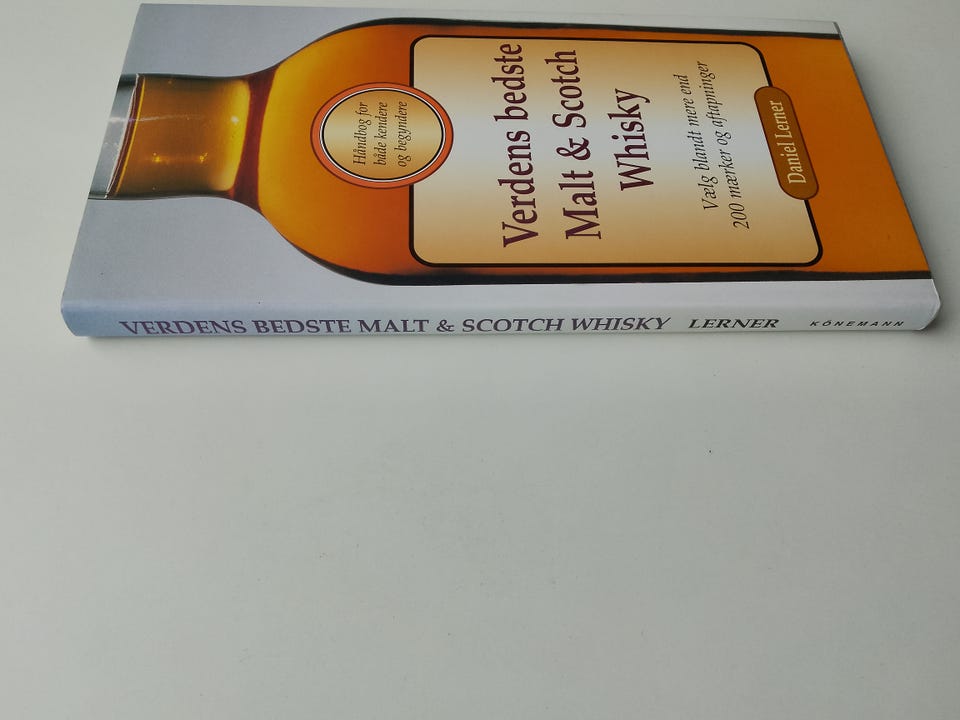 Håndbog for
både kendere
og begyndere
Verdens bedste
Malt & Scotch
Whisky
Vælg blandt mere end
200 mærker og aftapninger
Daniel Lerner
VERDENS BEDSTE MALT & SCOTCH WHISKY LERNER KÖNEMANN